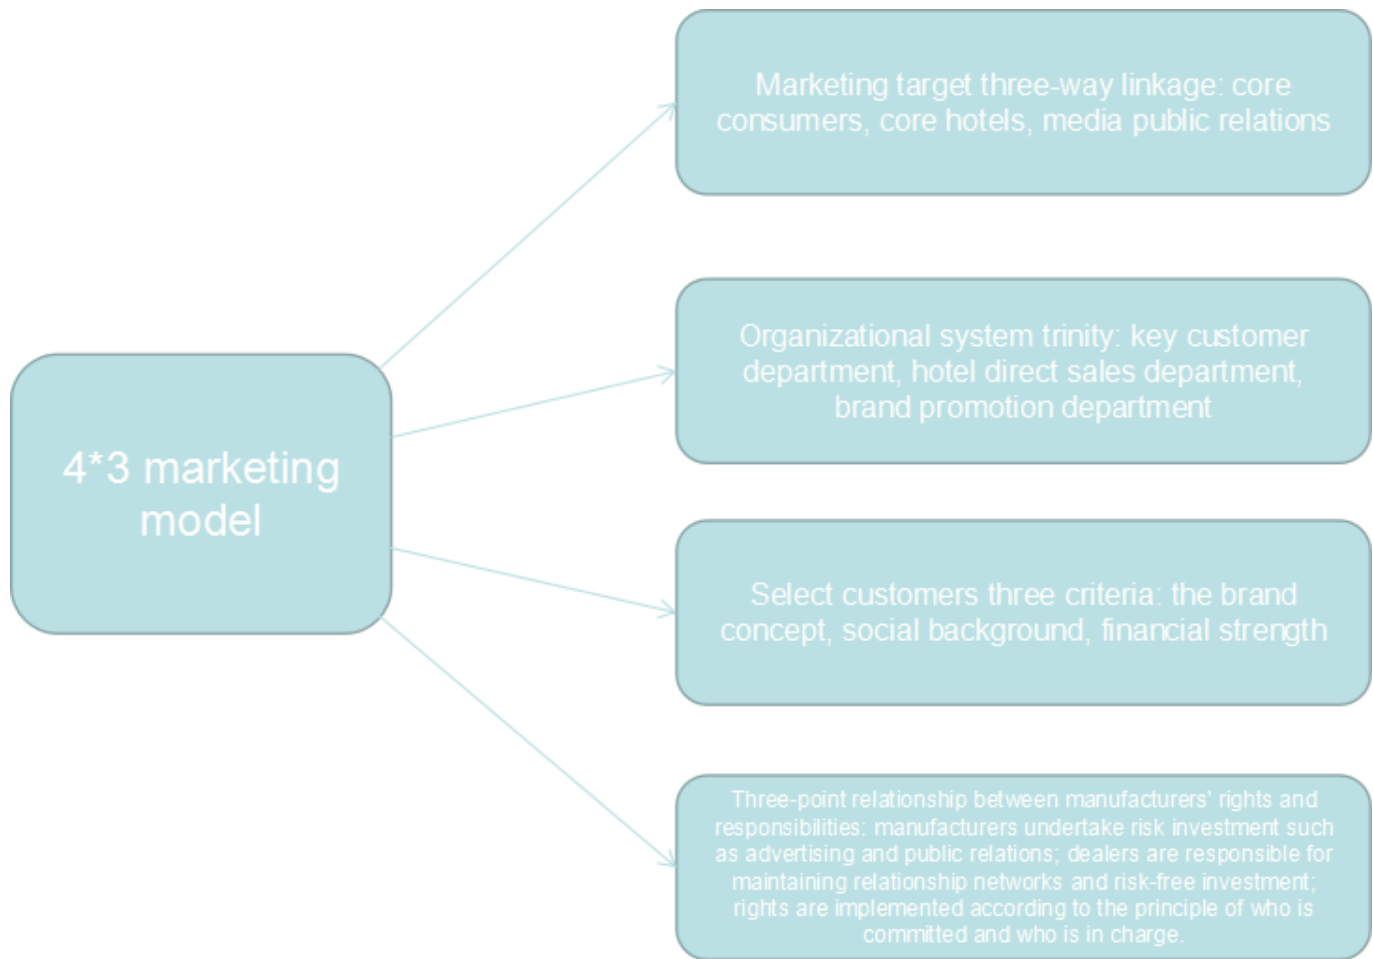 Marketing target three-way linkage: core
consumers, core hotels, media public relations
Organizational system trinity: key customer
department, hotel direct sales department,
brand promotion department
4*3 marketing
model
Select customers three criteria: the brand
concept, social background, financial strength
Three-point relationship between manufacturers' rights and
responsibilities: manufacturers undertake risk investment such
as advertising and public relations; dealers are responsible for
maintaining relationship networks and risk-free investment;
rights are implemented according to the principle of who is
committed and who is in charge.